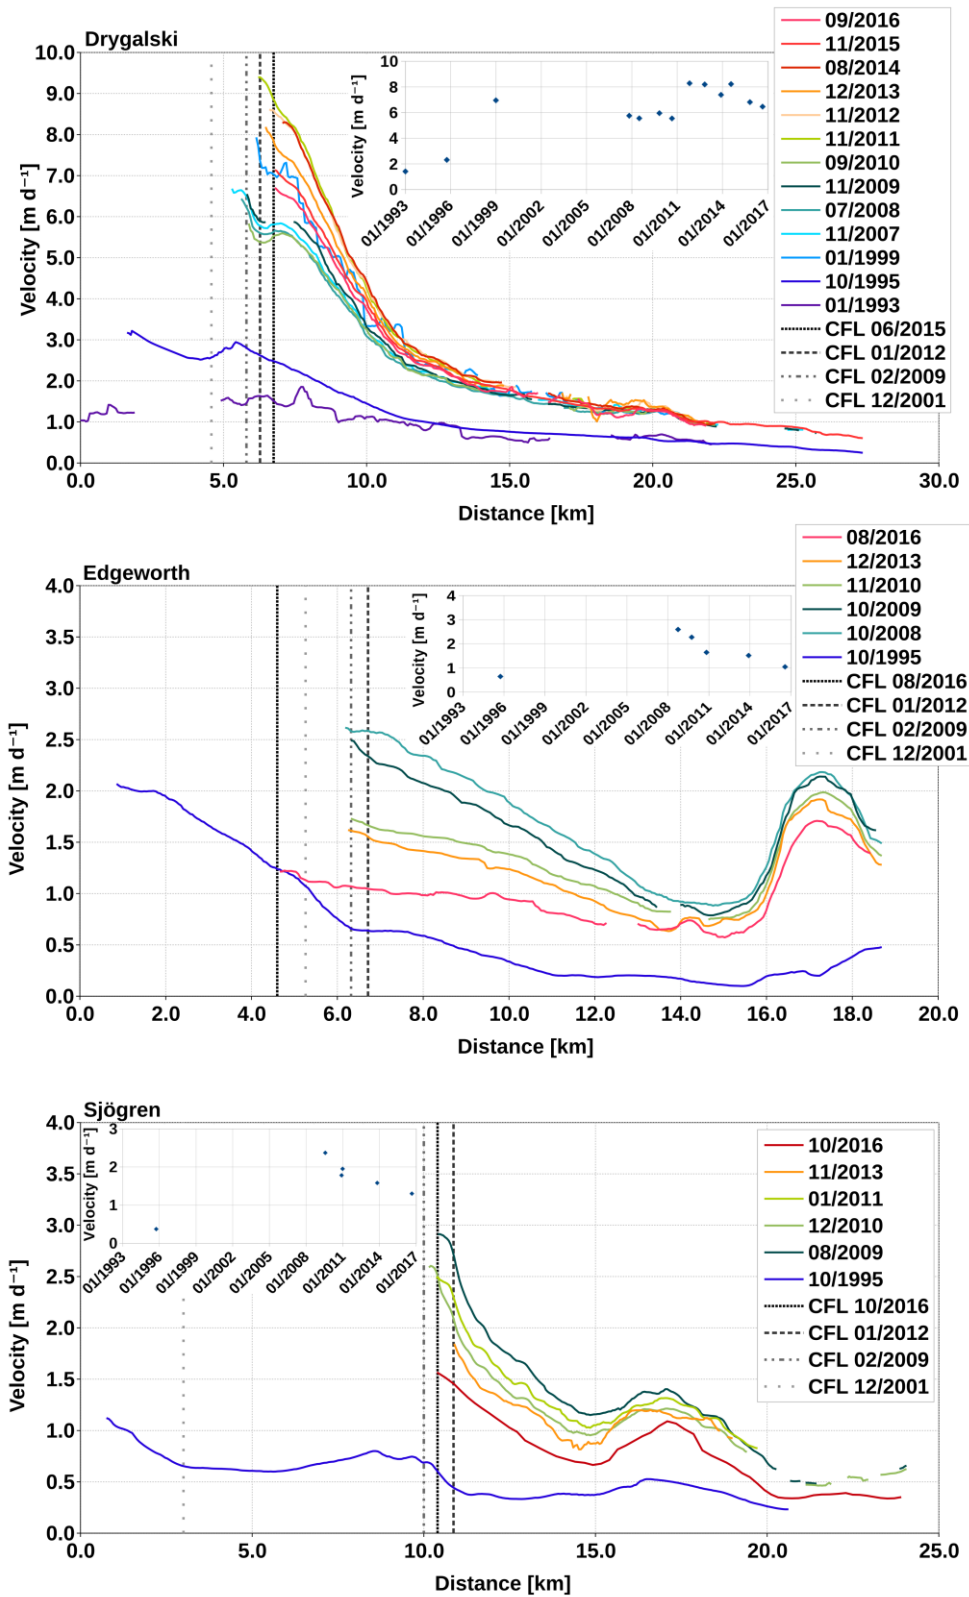 Drygalski
10.0
9.0
8.0
7.0
6.0
5.0
4.0
3.0
2.0
1.0
0.0
Velocity [m d⁻¹]
0.0 5.0 10.0 15.0 20.0 25.0 30.0
Distance [km]
10
8
6
4
2
0
Velocity [m d⁻¹]
01/1993 01/1996 01/1999 01/2002 01/2005 01/2008 01/2011 01/2014 01/2017
09/2016
11/2015
08/2014
12/2013
11/2012
11/2011
09/2010
11/2009
07/2008
11/2007
01/1999
10/1995
01/1993
CFL 06/2015
CFL 01/2012
CFL 02/2009
CFL 12/2001
Edgeworth
4.0
3.5
3.0
2.5
2.0
1.5
1.0
0.5
0.0
Velocity [m d⁻¹]
0.0 2.0 4.0 6.0 8.0 10.0 12.0 14.0 16.0 18.0 20.0
Distance [km]
4
3
2
1
0
Velocity [m d⁻¹]
01/1993 01/1996 01/1999 01/2002 01/2005 01/2008 01/2011 01/2014 01/2017
08/2016
12/2013
11/2010
10/2009
10/2008
10/1995
CFL 08/2016
CFL 01/2012
CFL 02/2009
CFL 12/2001
Sjögren
4.0
3.5
3.0
2.5
2.0
1.5
1.0
0.5
0.0
Velocity [m d⁻¹]
0.0 5.0 10.0 15.0 20.0 25.0
Distance [km]
3
2
1
0
Velocity [m d⁻¹]
01/1993 01/1996 01/1999 01/2002 01/2005 01/2008 01/2011 01/2014 01/2017
10/2016
11/2013
01/2011
12/2010
08/2009
10/1995
CFL 10/2016
CFL 01/2012
CFL 02/2009
CFL 12/2001